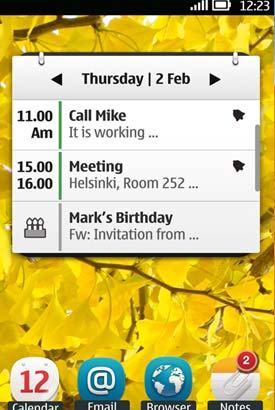 12:23
Thursday | 2 Feb
11.00 Call Mike
Am It is working ...
15.00 Meeting
16.00 Helsinki, Room 252 ...
Mark's Birthday
Fw: Invitation from ...
12
@
2
Calendar Email Browser Notes